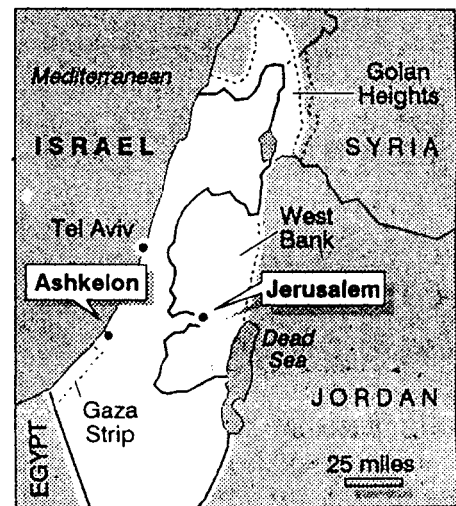 Mediterranean
Golan
Heights
ISRAEL
SYRIA
Tel Aviv
West
Bank
Ashkelon
Jerusalem
Dead
Sea
JORDAN
Gaza
Strip
EGYPT
25 miles